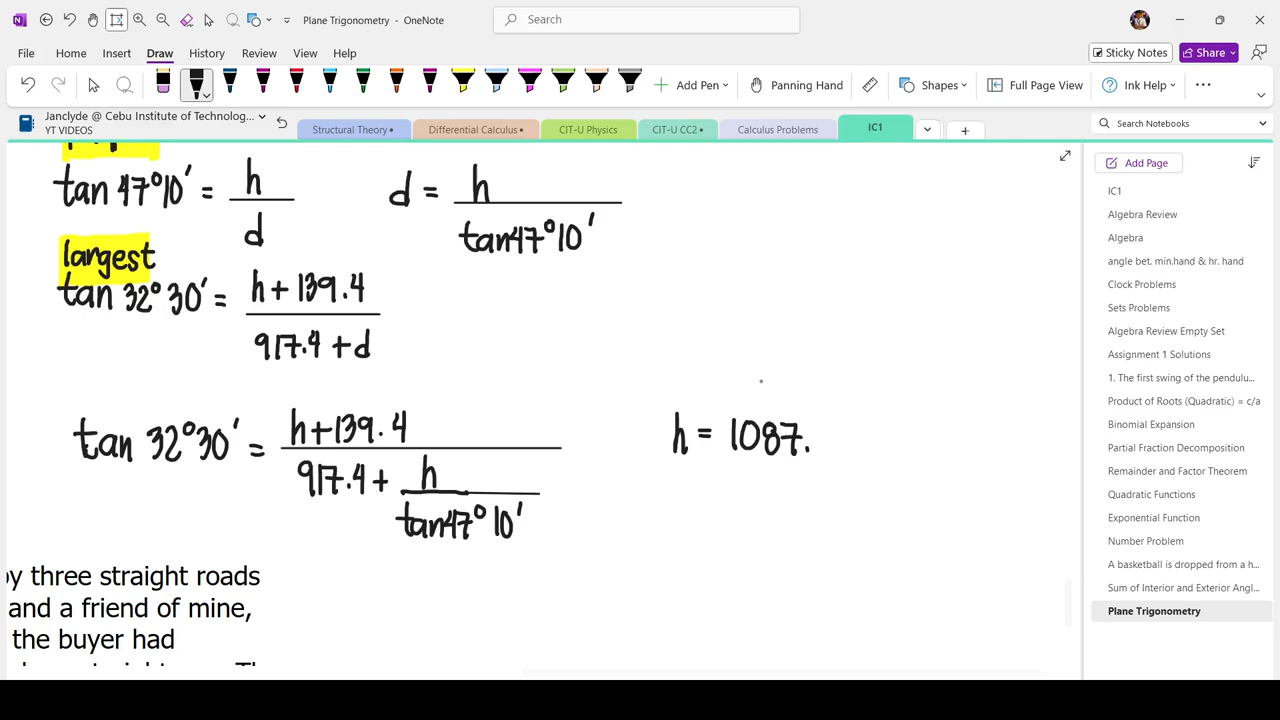 Plane Trigonometry - OneNote
Search
File Home Insert Draw History Review View Help
Sticky Notes
Share
Add Pen
Panning Hand
Shapes
Full Page View
Ink Help
Janclyde @ Cebu Institute of Technolog...
YT VIDEOS
Structural Theory
Differential Calculus
CIT-U Physics
CIT-U CC2
Calculus Problems
IC1
Search Notebooks
Add Page
IC1
Algebra Review
Algebra
angle bet. min.hand & hr. hand
Clock Problems
Sets Problems
Algebra Review Empty Set
Assignment 1 Solutions
1. The first swing of the pendulu...
Product of Roots (Quadratic) = c/a
Binomial Expansion
Partial Fraction Decomposition
Remainder and Factor Theorem
Quadratic Functions
Exponential Function
Number Problem
A basketball is dropped from a h...
Sum of Interior and Exterior Angl...
Plane Trigonometry
tan 47°10' = h / d
d = h / tan47°10'
largest
tan 32°30' = h+139.4 / 917.4+d
tan 32°30' = h+139.4 / 917.4+ h / tan47°10'
h = 1087.
by three straight roads
and a friend of mine,
the buyer had